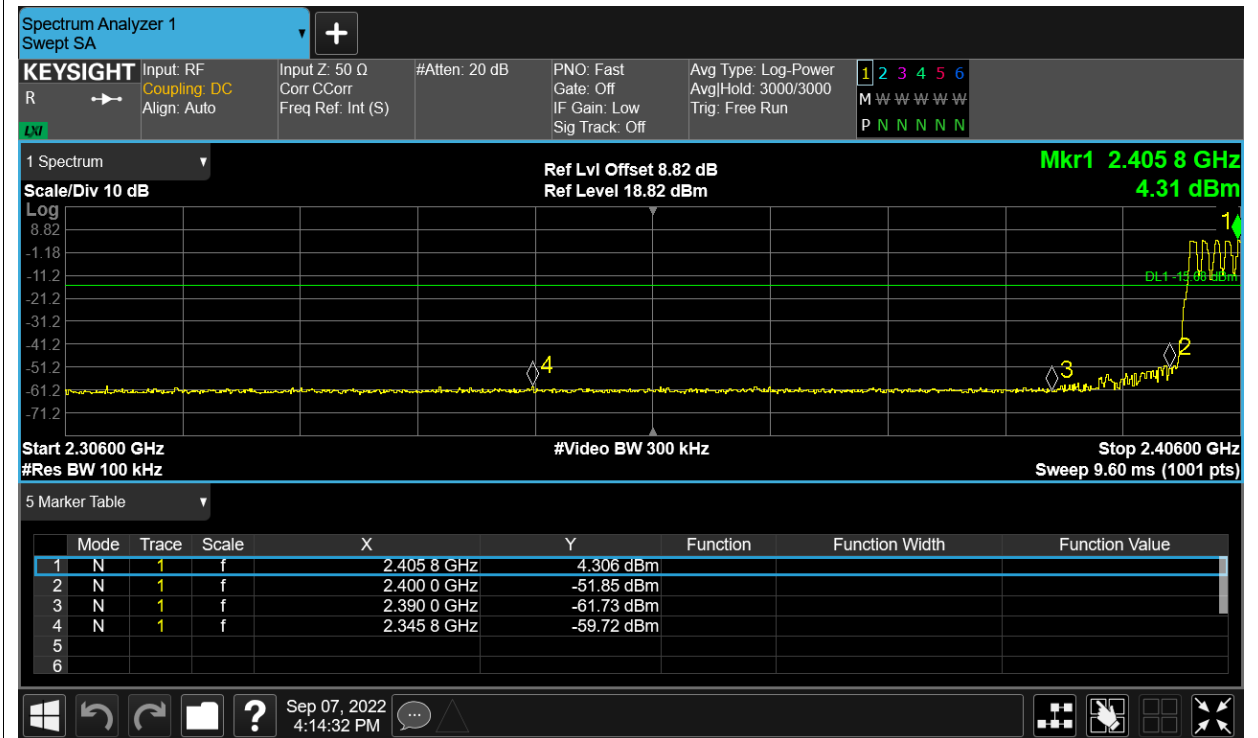 Spectrum Analyzer 1
Swept SA
KEYSIGHT
R
LXI
Input: RF
Coupling: DC
Align: Auto
Input Z: 50 Ω
Corr CCorr
Freq Ref: Int (S)
#Atten: 20 dB
PNO: Fast
Gate: Off
IF Gain: Low
Sig Track: Off
Avg Type: Log-Power
Avg|Hold: 3000/3000
Trig: Free Run
1 2 3 4 5 6
M W W W W W
P N N N N N
1 Spectrum
Scale/Div 10 dB
Ref Lvl Offset 8.82 dB
Ref Level 18.82 dBm
Mkr1 2.405 8 GHz
4.31 dBm
Log
8.82
-1.18
-11.2
-21.2
-31.2
-41.2
-51.2
-61.2
-71.2
1
2
3
4
Start 2.30600 GHz
#Res BW 100 kHz
#Video BW 300 kHz
Stop 2.40600 GHz
Sweep 9.60 ms (1001 pts)
5 Marker Table
Mode Trace Scale X Y Function Function Width Function Value
1 N 1 f 2.405 8 GHz 4.306 dBm
2 N 1 f 2.400 0 GHz -51.85 dBm
3 N 1 f 2.390 0 GHz -61.73 dBm
4 N 1 f 2.345 8 GHz -59.72 dBm
5
6
?
Sep 07, 2022
4:14:32 PM